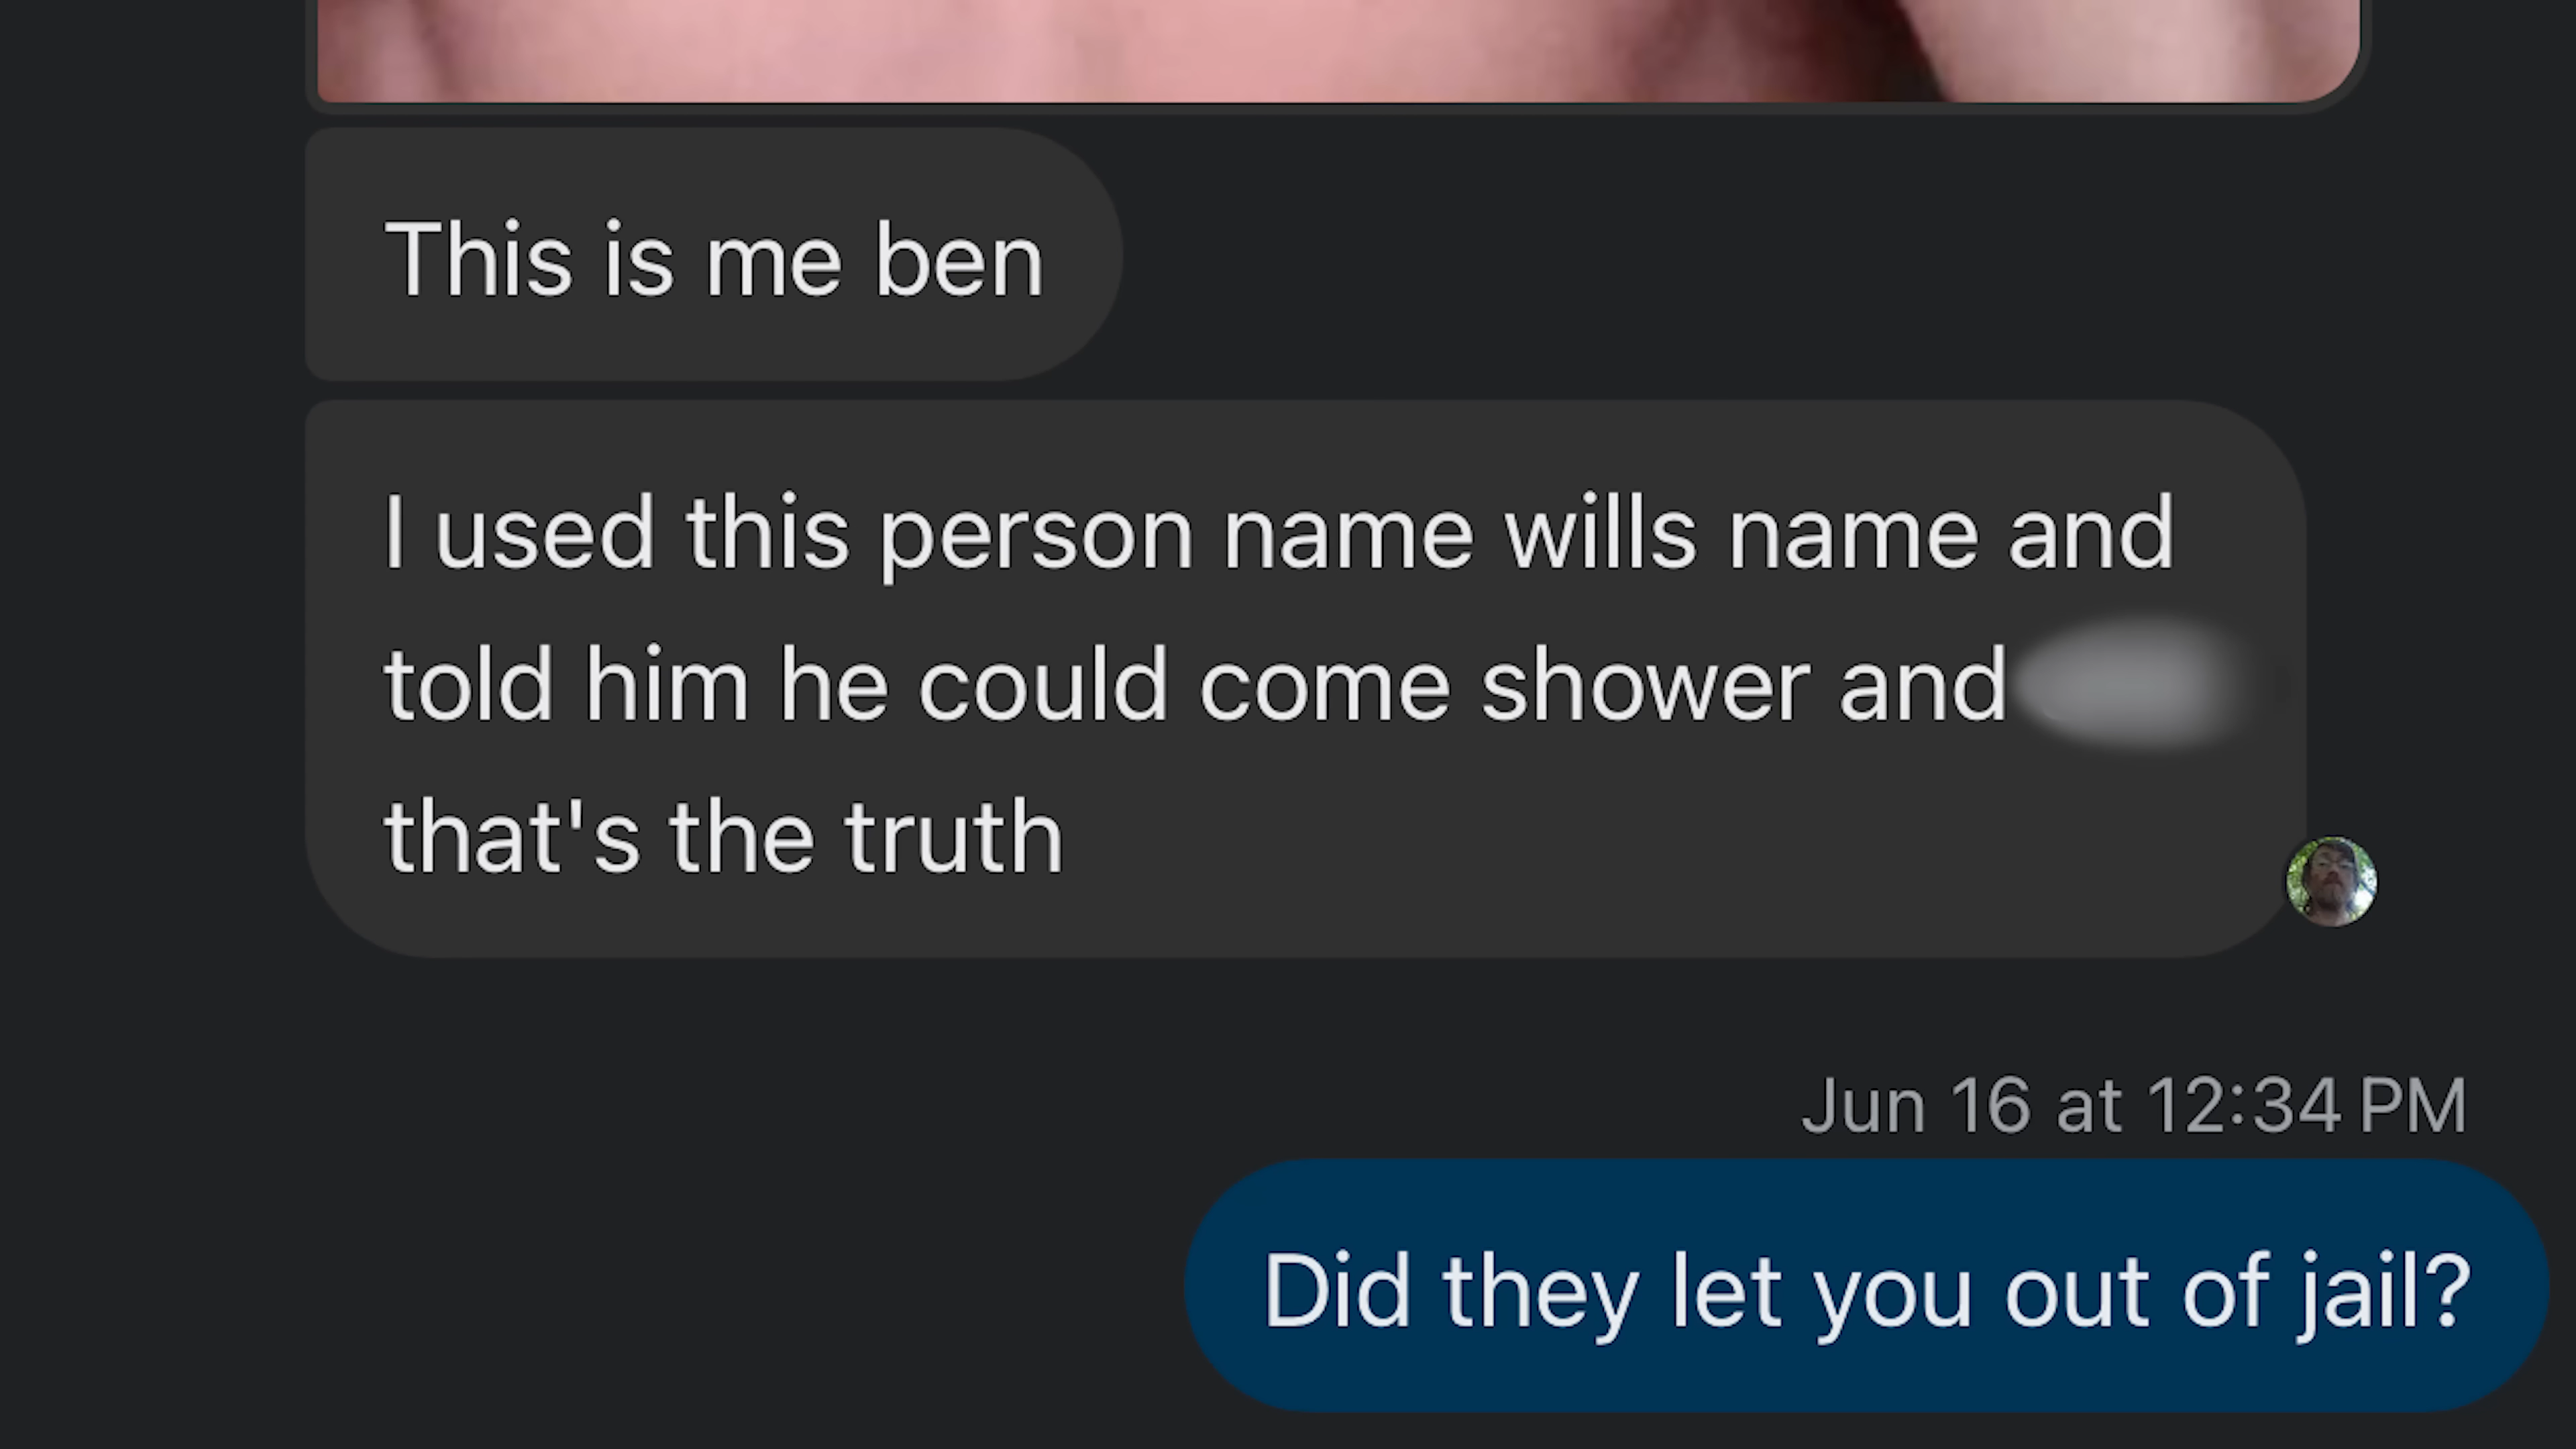 This is me ben
I used this person name wills name and
told him he could come shower and
that's the truth
Jun 16 at 12:34 PM
Did they let you out of jail?